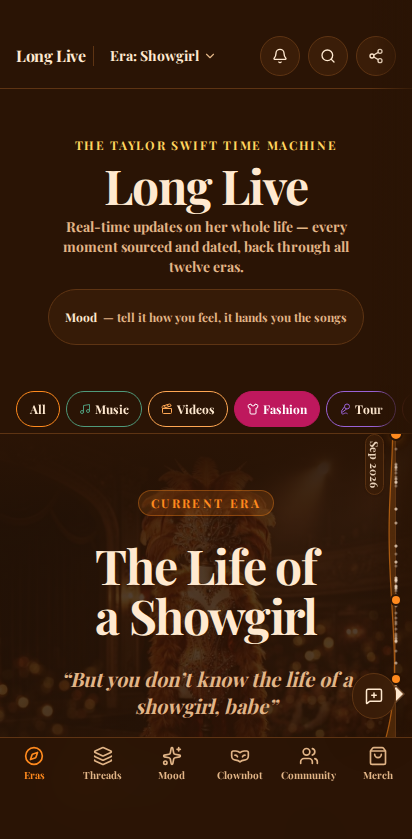 Long Live
Era: Showgirl
THE TAYLOR SWIFT TIME MACHINE
Long Live
Real-time updates on her whole life — every
moment sourced and dated, back through all
twelve eras.
Mood — tell it how you feel, it hands you the songs
All
Music
Videos
Fashion
Tour
Sep 2026
CURRENT ERA
The Life of
a Showgirl
“But you don’t know the life of a
showgirl, babe”
Eras
Threads
Mood
Clownbot
Community
Merch